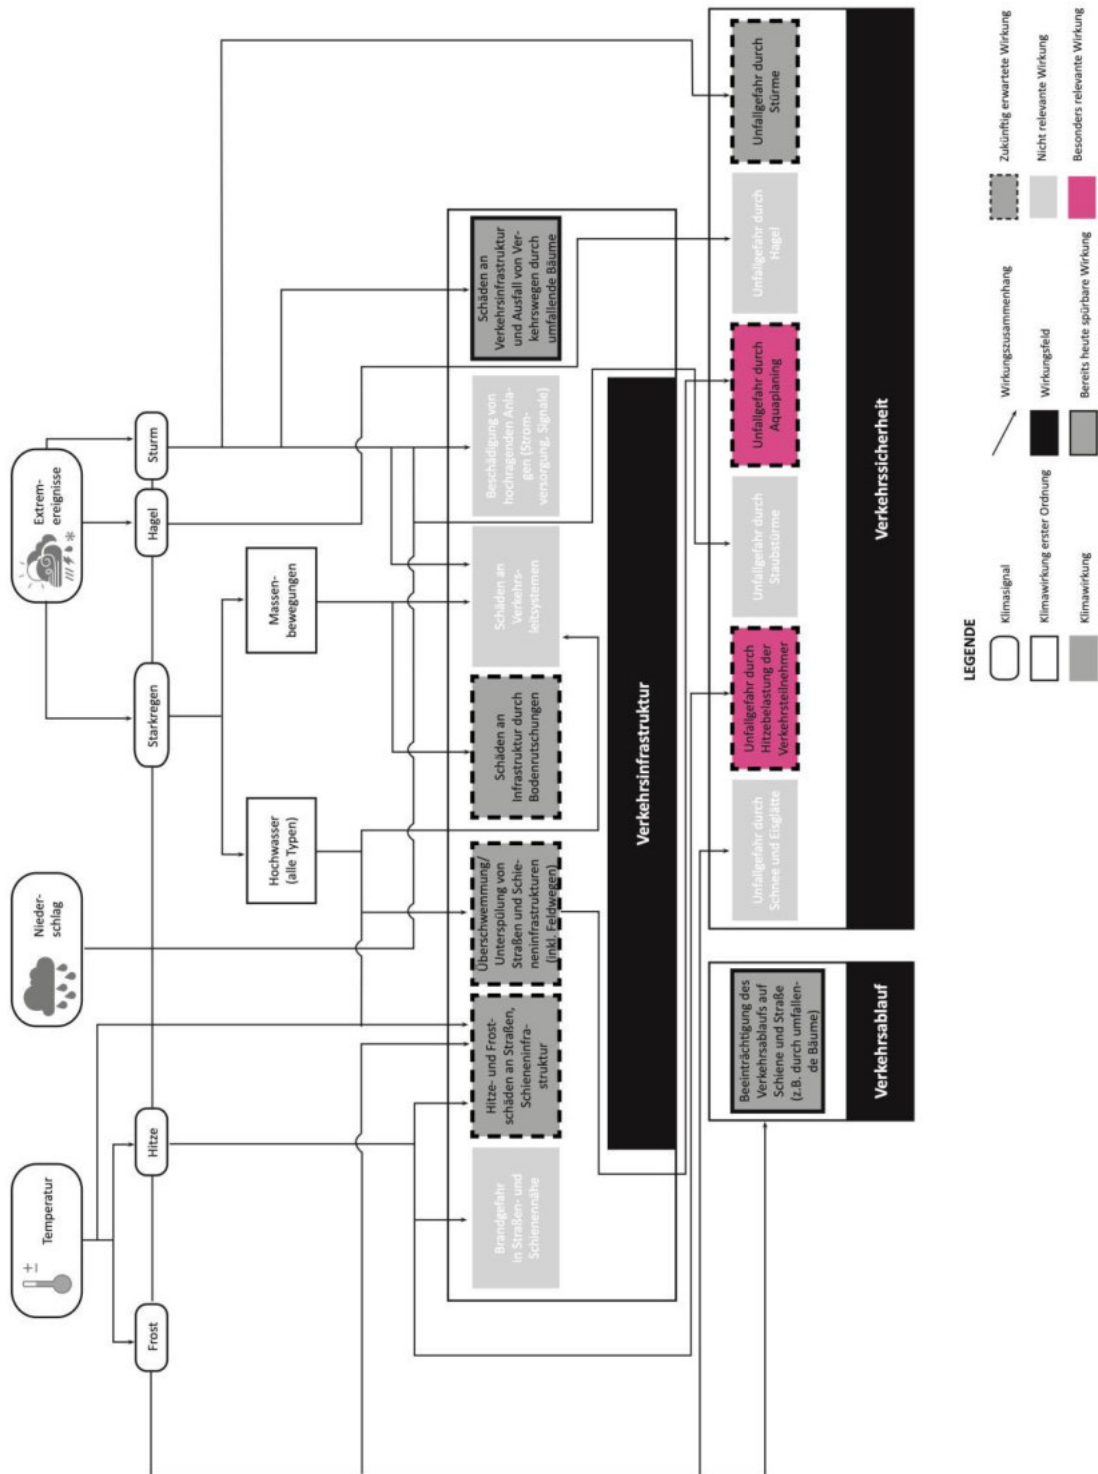 Temperatur
Nieder-
schlag
Extrem-
ereignisse
Frost
Hitze
Starkregen
Hagel
Sturm
Hochwasser
(alle Typen)
Massen-
bewegungen
Brandgefahr
in Straßen- und
Schienennähe
Hitze- und Frost-
schäden an Straßen,
Schieneninfra-
struktur
Überschwemmung/
Unterspülung von
Straßen und Schie-
neninfrastrukturen
(inkl. Feldwegen)
Schäden an
Infrastruktur durch
Bodenrutschungen
Schäden an
Verkehrs-
leitsystemen
Beschädigung von
hochragenden Anla-
gen (Strom-
versorgung, Signale)
Schäden an
Verkehrsinfrastruktur
und Ausfall von Ver-
kehrswegen durch
umfallende Bäume
Verkehrsinfrastruktur
Beeinträchtigung des
Verkehrsablaufs auf
Schiene und Straße
(z.B. durch umfallen-
de Bäume)
Verkehrsablauf
Unfallgefahr durch
Schnee und Eisglätte
Unfallgefahr durch
Hitzebelastung der
Verkehrsteilnehmer
Unfallgefahr durch
Staubstürme
Unfallgefahr durch
Aquaplaning
Unfallgefahr durch
Hagel
Unfallgefahr durch
Stürme
Verkehrssicherheit
LEGENDE
Klimasignal
Wirkungszusammenhang
Zukünftig erwartete Wirkung
Klimawirkung erster Ordnung
Wirkungsfeld
Nicht relevante Wirkung
Klimawirkung
Bereits heute spürbare Wirkung
Besonders relevante Wirkung